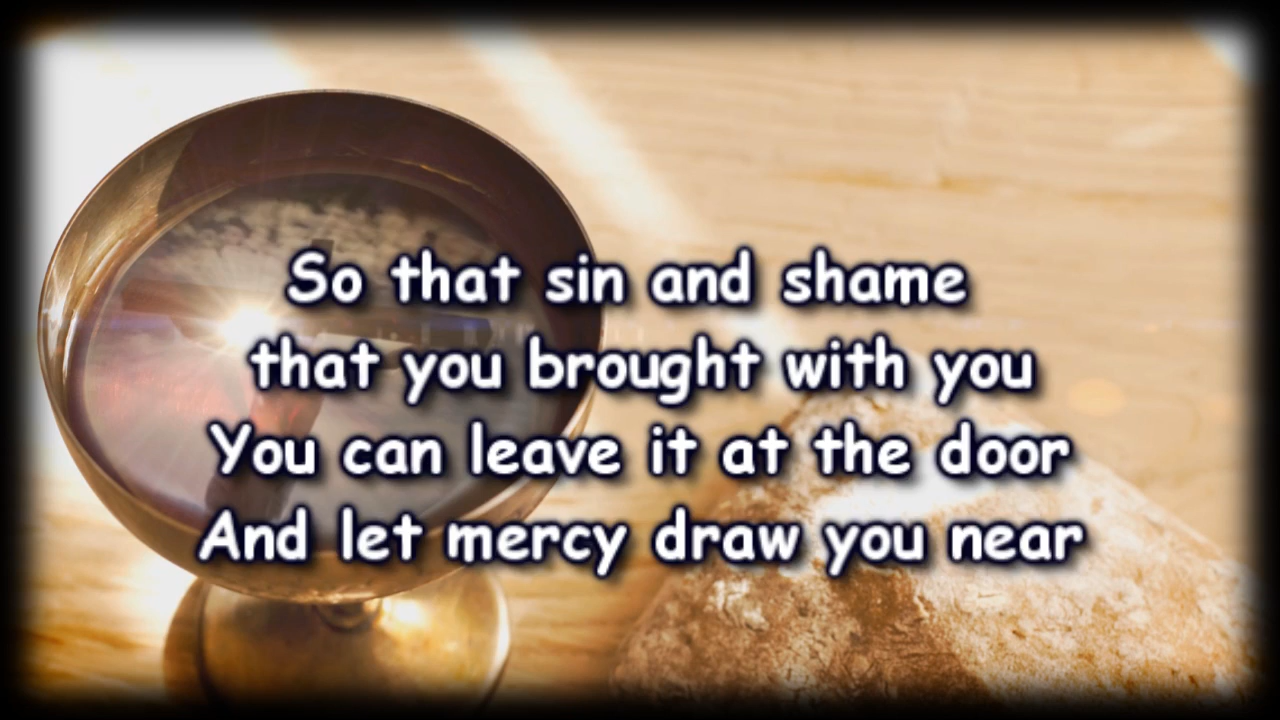 So that sin and shame
that you brought with you
You can leave it at the door
And let mercy draw you near